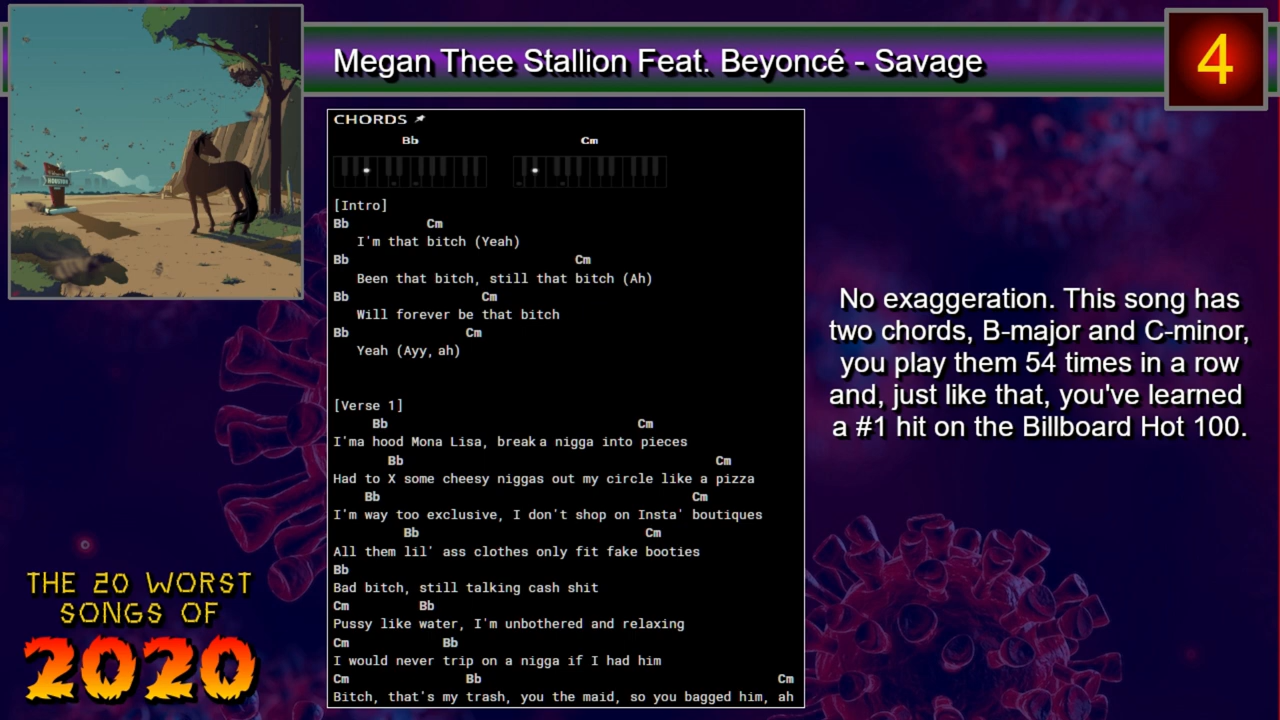 Megan Thee Stallion Feat. Beyoncé - Savage
4
CHORDS
Bb Cm
[Intro]
Bb Cm
I'm that bitch (Yeah)
Bb Cm
Been that bitch, still that bitch (Ah)
Bb Cm
Will forever be that bitch
Bb Cm
Yeah (Ayy, ah)
[Verse 1]
Bb Cm
I'ma hood Mona Lisa, break a nigga into pieces
Bb Cm
Had to X some cheesy niggas out my circle like a pizza
Bb Cm
I'm way too exclusive, I don't shop on Insta' boutiques
Bb Cm
All them lil' ass clothes only fit fake booties
Bb
Bad bitch, still talking cash shit
Cm Bb
Pussy like water, I'm unbothered and relaxing
Cm Bb
I would never trip on a nigga if I had him
Cm Bb Cm
Bitch, that's my trash, you the maid, so you bagged him, ah
No exaggeration. This song has
two chords, B-major and C-minor,
you play them 54 times in a row
and, just like that, you've learned
a #1 hit on the Billboard Hot 100.
THE 20 WORST
SONGS OF
2020